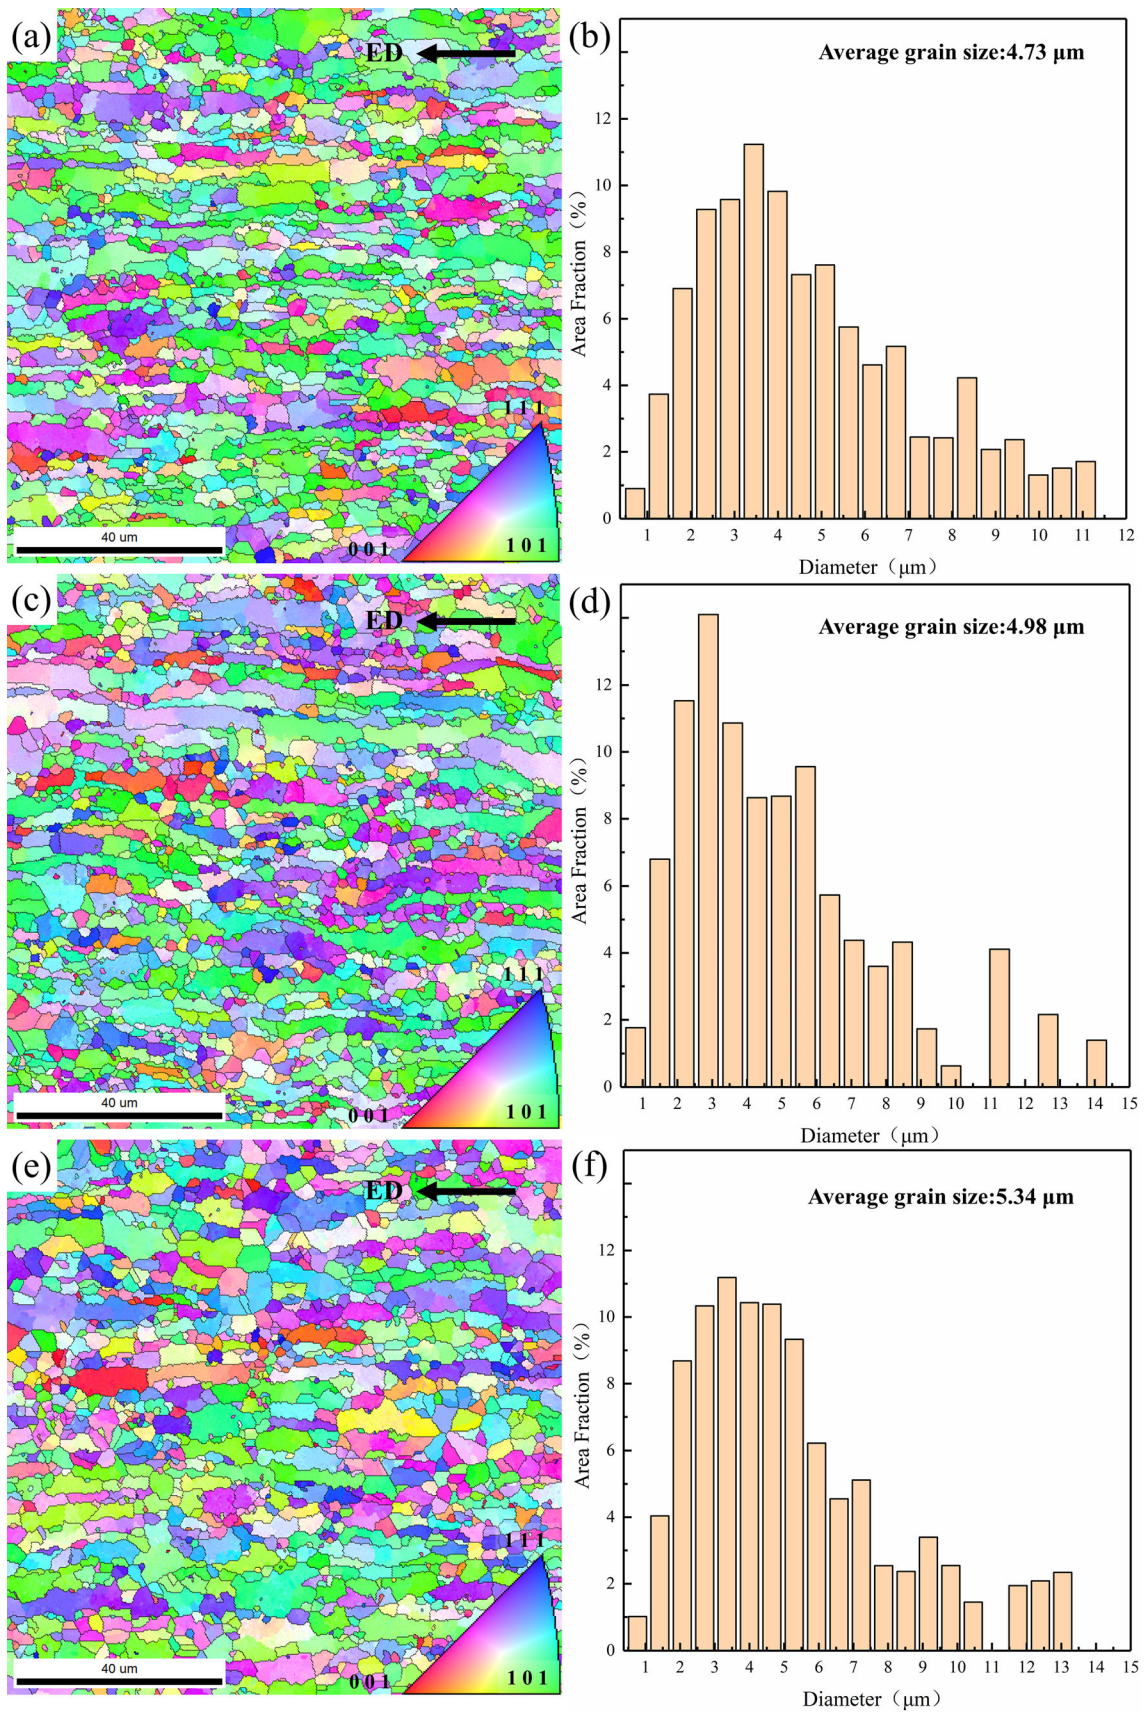 (a)
ED
1 1 1
40 um
0 0 1
1 0 1
(b)
Average grain size:4.73 μm
Area Fraction（%）
12
10
8
6
4
2
0
1 2 3 4 5 6 7 8 9 10 11 12
Diameter（μm）
(c)
ED
1 1 1
40 um
0 0 1
1 0 1
(d)
Average grain size:4.98 μm
Area Fraction（%）
12
10
8
6
4
2
0
1 2 3 4 5 6 7 8 9 10 11 12 13 14 15
Diameter（μm）
(e)
ED
1 1 1
40 um
0 0 1
1 0 1
(f)
Average grain size:5.34 μm
Area Fraction（%）
12
10
8
6
4
2
0
1 2 3 4 5 6 7 8 9 10 11 12 13 14 15
Diameter（μm）